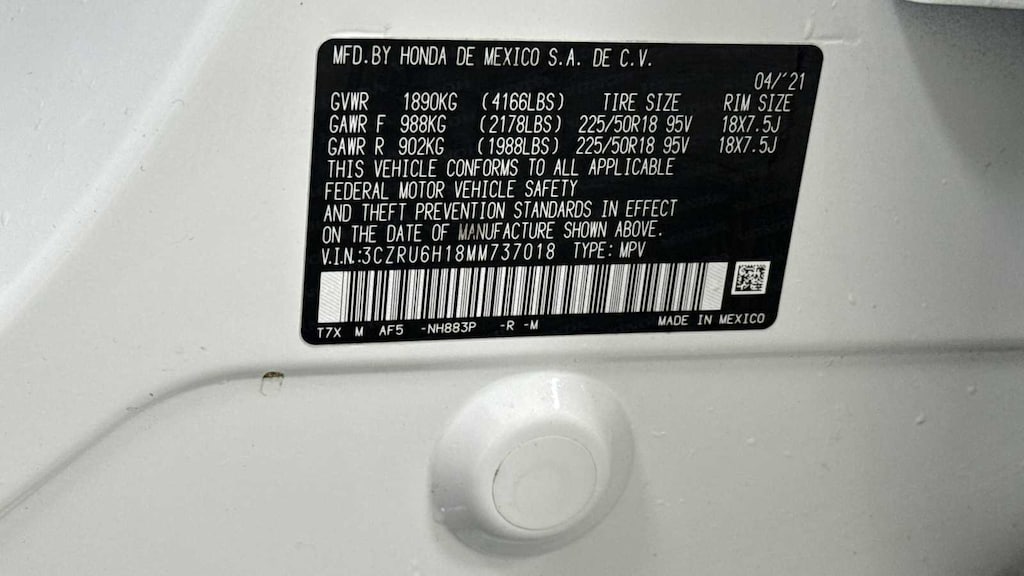 MFD.BY HONDA DE MEXICO S.A. DE C.V.
04/'21
GVWR 1890KG (4166LBS) TIRE SIZE RIM SIZE
GAWR F 988KG (2178LBS) 225/50R18 95V 18X7.5J
GAWR R 902KG (1988LBS) 225/50R18 95V 18X7.5J
THIS VEHICLE CONFORMS TO ALL APPLICABLE
FEDERAL MOTOR VEHICLE SAFETY
AND THEFT PREVENTION STANDARDS IN EFFECT
ON THE DATE OF MANUFACTURE SHOWN ABOVE.
V.I.N.:3CZRU6H18MM737018 TYPE: MPV
T7X M AF5 -NH883P -R -M MADE IN MEXICO